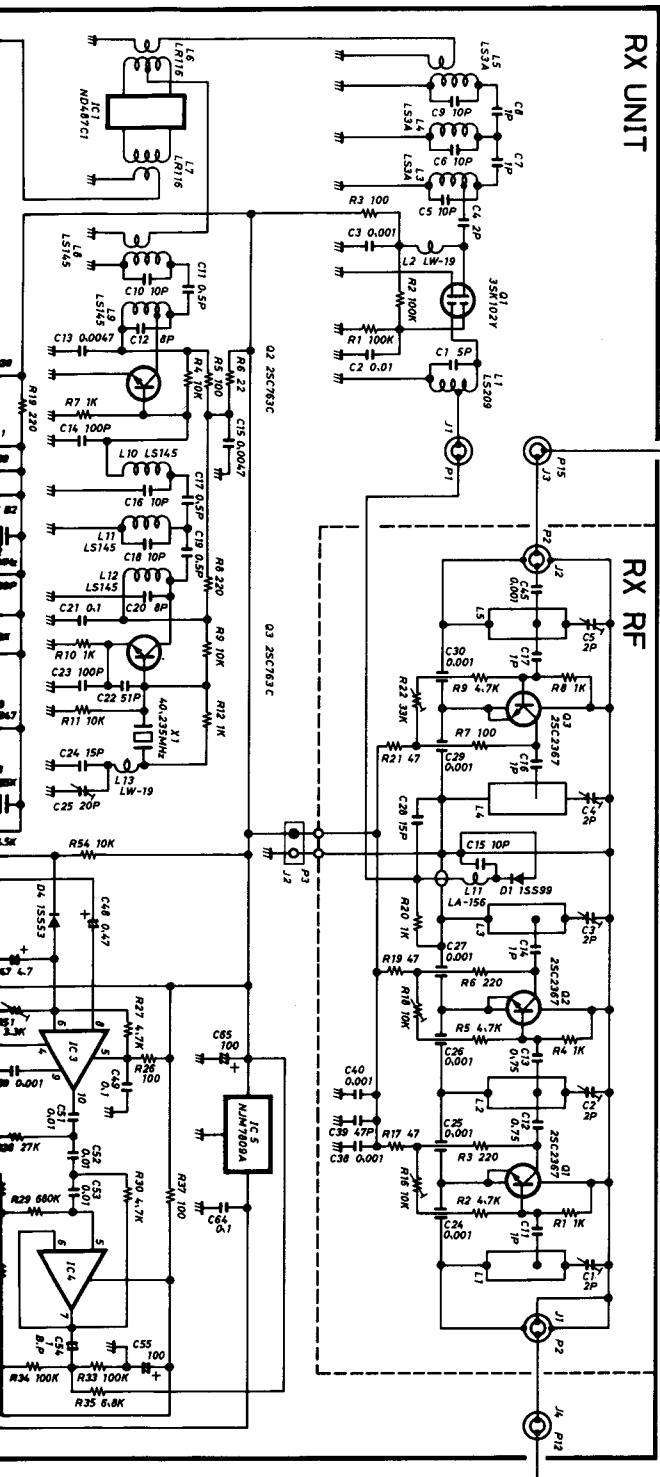 RX UNIT
L6
LR116
IC1
ND487C1
L7
LR116
L5
LS3A
C9 10P
C8
1P
L4
LS3A
C6 10P
C7
1P
L3
LS3A
C5 10P
C4
2P
R3 100
C3 0.001
L2 LW-19
R2 100K
Q1
3SK102Y
R1 100K
C2 0.01
C1 5P
L1
LS209
J1
P1
P15
J3
L8
LS145
C10 10P
C11
0.5P
L9
LS145
C12 8P
C13 0.0047
Q2 2SC763C
R4
10K
R5
100
R6
22
C15
0.0047
R7 1K
C14 100P
L10 LS145
C16 10P
C17
0.5P
L11
LS145
C18 10P
C19
0.5P
L12
LS145
C20 8P
C21 0.1
R8
220
Q3 2SC763C
R9
10K
R10 1K
C23 100P
C22 51P
R11 10K
X1
40.235MHz
R12
1K
C24 15P
L13
LW-19
C25 20P
R19 220
R54 10K
RX RF
P2
J2
C45
0.001
L5
C5
2P
C17
1P
C30
0.001
R9 4.7K
R8 1K
R22
33K
Q3
2SC2367
R7 100
R21 47
C29
0.001
C16
1P
L4
C4
2P
C28
15P
C15 10P
L11
LA-156
D1 1SS99
R20
1K
L3
C3
2P
C14
1P
C27
0.001
R19 47
R6 220
R18
10K
Q2
2SC2367
R5 4.7K
R4 1K
C26
0.001
C13
0.75
L2
C2
2P
C12
0.75
C25
0.001
R17 47
R3 220
R16
10K
Q1
2SC2367
R2 4.7K
R1 1K
C24
0.001
C11
1P
L1
C1
2P
C40
0.001
C39 47P
C38 0.001
J1
P2
J4
P12
J2
P3
D4 1S553
C48
0.47
R27
4.7K
R26
100
C49
0.1
IC3
6
8
4
5
9
10
C51
0.01
C52
0.01
C53
0.01
R29 680K
R30
4.7K
R37
100
C65
100
IC5
NJM7809A
C64
0.1
IC4
6
5
7
C54
1
B.P
C55
100
R34 100K
R33 100K
R35 6.8K